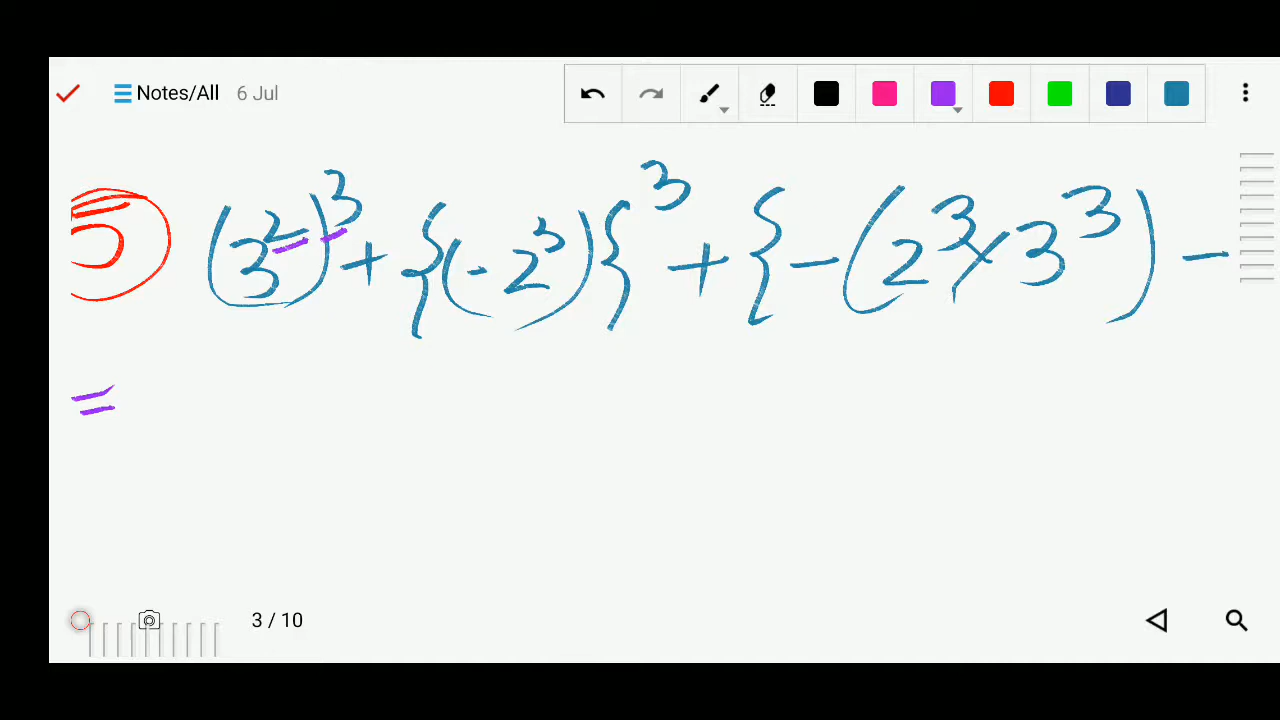 Notes/All 6 Jul
5 (3²)³ + {(-2³)}³ + {-(2³×3³) -
=
3 / 10